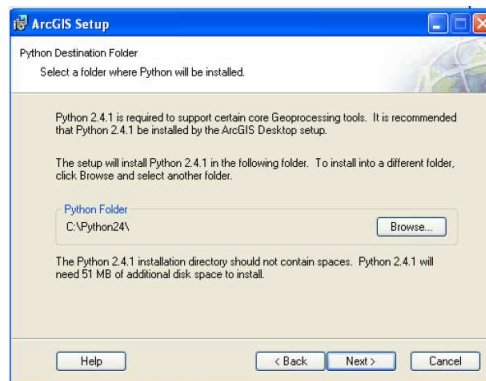 ArcGIS Setup
Python Destination Folder
Select a folder where Python will be installed.
Python 2.4.1 is required to support certain core Geoprocessing tools. It is recommended
that Python 2.4.1 be installed by the ArcGIS Desktop setup.
The setup will install Python 2.4.1 in the following folder. To install into a different folder,
click Browse and select another folder.
Python Folder
C:\Python24\
Browse...
The Python 2.4.1 installation directory should not contain spaces. Python 2.4.1 will
need 51 MB of additional disk space to install.
Help
< Back
Next >
Cancel